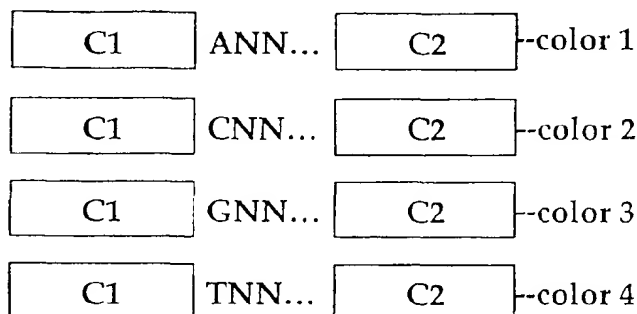 C1 ANN... C2 --color 1
C1 CNN... C2 --color 2
C1 GNN... C2 --color 3
C1 TNN... C2 --color 4